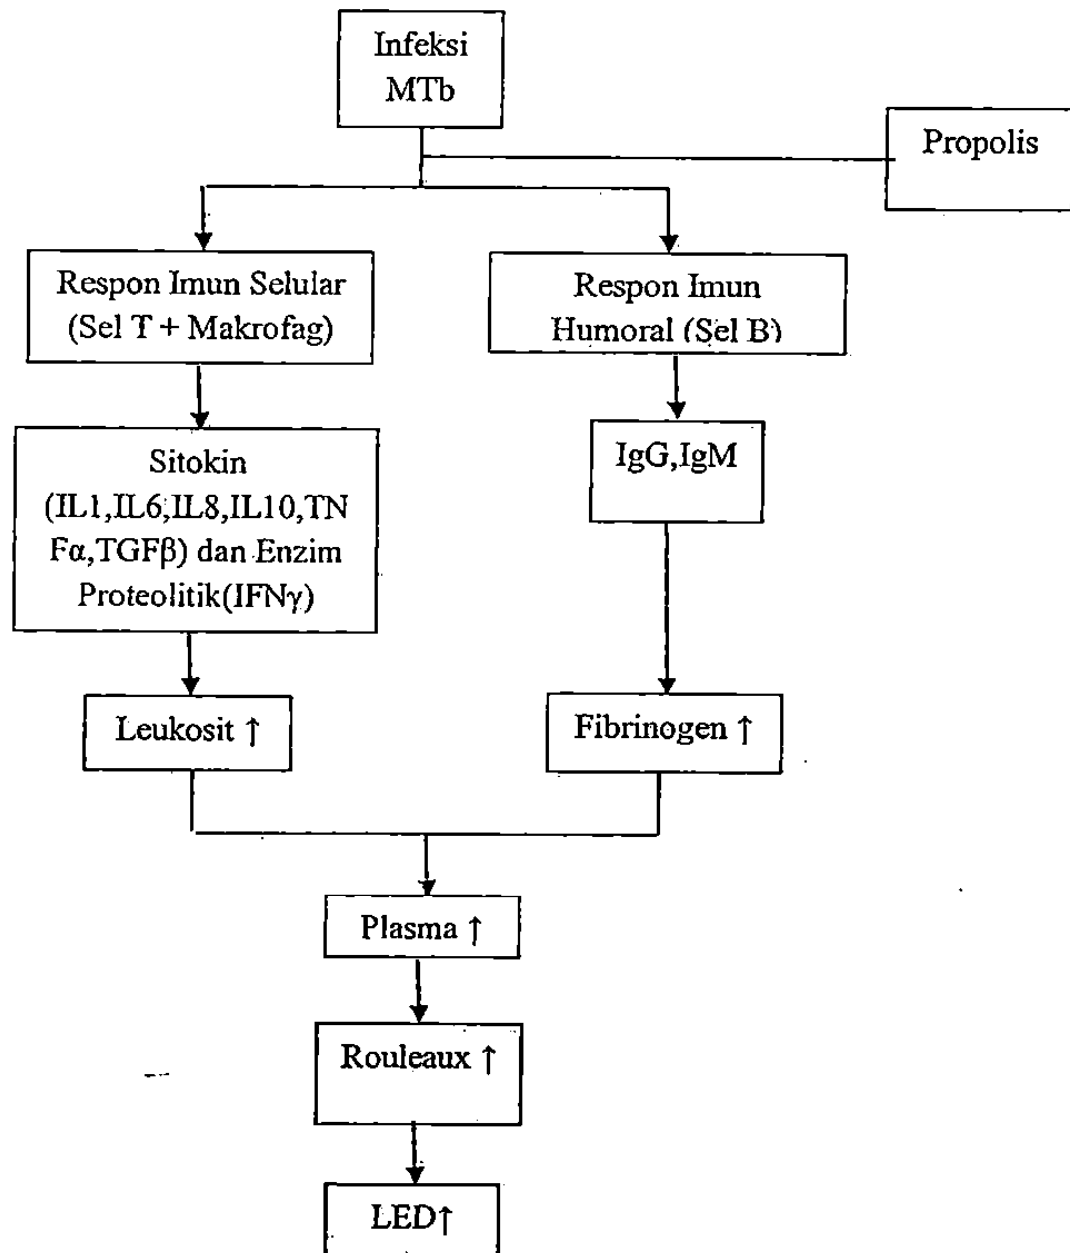 Infeksi
MTb
Propolis
Respon Imun Selular
(Sel T + Makrofag)
Respon Imun
Humoral (Sel B)
Sitokin
(IL1,IL6,IL8,IL10,TN
Fα,TGFβ) dan Enzim
Proteolitik(IFNγ)
IgG,IgM
Leukosit ↑
Fibrinogen ↑
Plasma ↑
Rouleaux ↑
LED↑